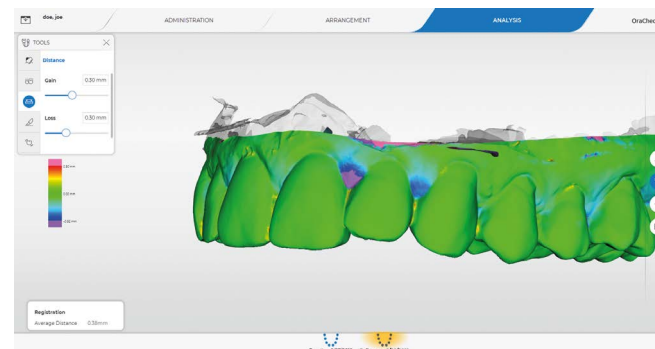 doe, joe
ADMINISTRATION
ARRANGEMENT
ANALYSIS
OraChec
TOOLS
Distance
Gain 0.30 mm
Loss 0.30 mm
Registration
Average Distance 0.38mm